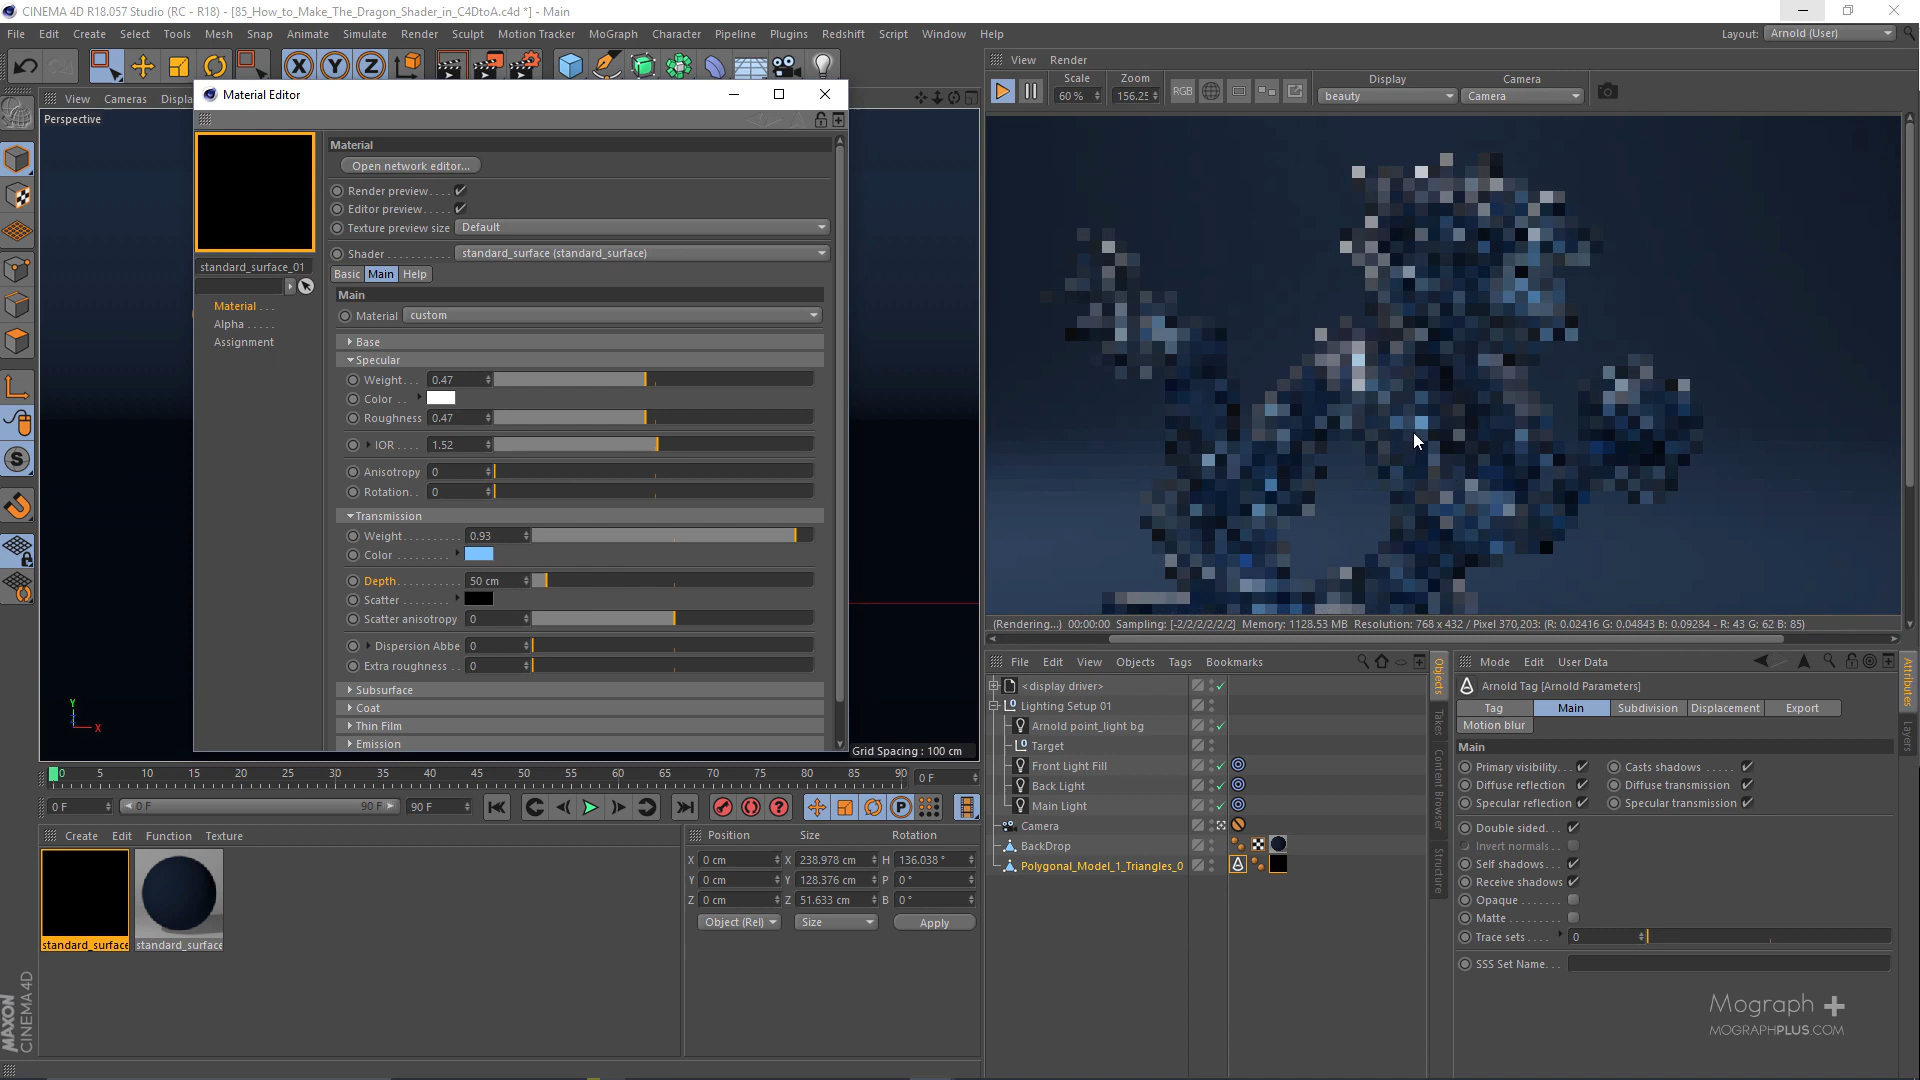 CINEMA 4D R18.057 Studio (RC - R18) - [85_How_to_Make_The_Dragon_Shader_in_C4DtoA.c4d *] - Main
File Edit Create Select Tools Mesh Snap Animate Simulate Render Sculpt Motion Tracker MoGraph Character Pipeline Plugins Redshift Script Window Help
Layout: Arnold (User)
View Cameras Displa
Perspective
Material Editor
standard_surface_01
Material . . .
Alpha . . . . .
Assignment
Material
Open network editor...
Render preview. . . .
Editor preview. . . . .
Texture preview size Default
Shader . . . . . . . . . . . standard_surface (standard_surface)
Basic Main Help
Main
Material custom
Base
Specular
Weight. . . 0.47
Color . .
Roughness 0.47
IOR . . . . 1.52
Anisotropy 0
Rotation. . 0
Transmission
Weight. . . . . . . . . 0.93
Color . . . . . . . . .
Depth. . . . . . . . . . 50 cm
Scatter . . . . . . . .
Scatter anisotropy 0
Dispersion Abbe 0
Extra roughness . . 0
Subsurface
Coat
Thin Film
Emission
Y
X
Grid Spacing : 100 cm
View Render
Scale
60 %
Zoom
156.25
RGB
Display
beauty
Camera
Camera
(Rendering...) 00:00:00 Sampling: [-2/2/2/2/2/2] Memory: 1128.53 MB Resolution: 768 x 432 / Pixel 370,203: (R: 0.02416 G: 0.04843 B: 0.09284 - R: 43 G: 62 B: 85)
0 5 10 15 20 25 30 35 40 45 50 55 60 65 70 75 80 85 90 0 F
0 F 0 F 90 F 90 F
Create Edit Function Texture
standard_surface
standard_surface
Position Size Rotation
X 0 cm X 238.978 cm H 136.038 °
Y 0 cm Y 128.376 cm P 0 °
Z 0 cm Z 51.633 cm B 0 °
Object (Rel) Size Apply
File Edit View Objects Tags Bookmarks
<display driver>
Lighting Setup 01
Arnold point_light bg
Target
Front Light Fill
Back Light
Main Light
Camera
BackDrop
Polygonal_Model_1_Triangles_0
Objects
Takes
Content Browser
Structure
Mode Edit User Data
Arnold Tag [Arnold Parameters]
Tag Main Subdivision Displacement Export
Motion blur
Main
Primary visibility. . . Casts shadows . . . . .
Diffuse reflection Diffuse transmission
Specular reflection Specular transmission
Double sided. . .
Invert normals. .
Self shadows. . .
Receive shadows
Opaque . . . . . . .
Matte . . . . . . . . .
Trace sets . . . . 0
SSS Set Name. . .
Attributes
Layers
Mograph +
MOGRAPHPLUS.COM
MAXON
CINEMA 4D